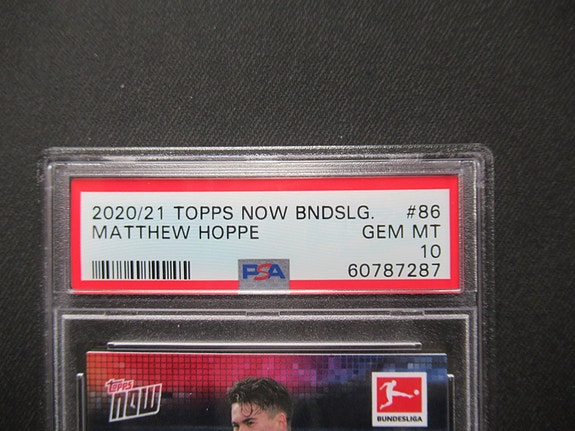 2020/21 TOPPS NOW BNDSLG. #86
MATTHEW HOPPE GEM MT
10
PSA 60787287
TOPPS
NOW
BUNDESLIGA